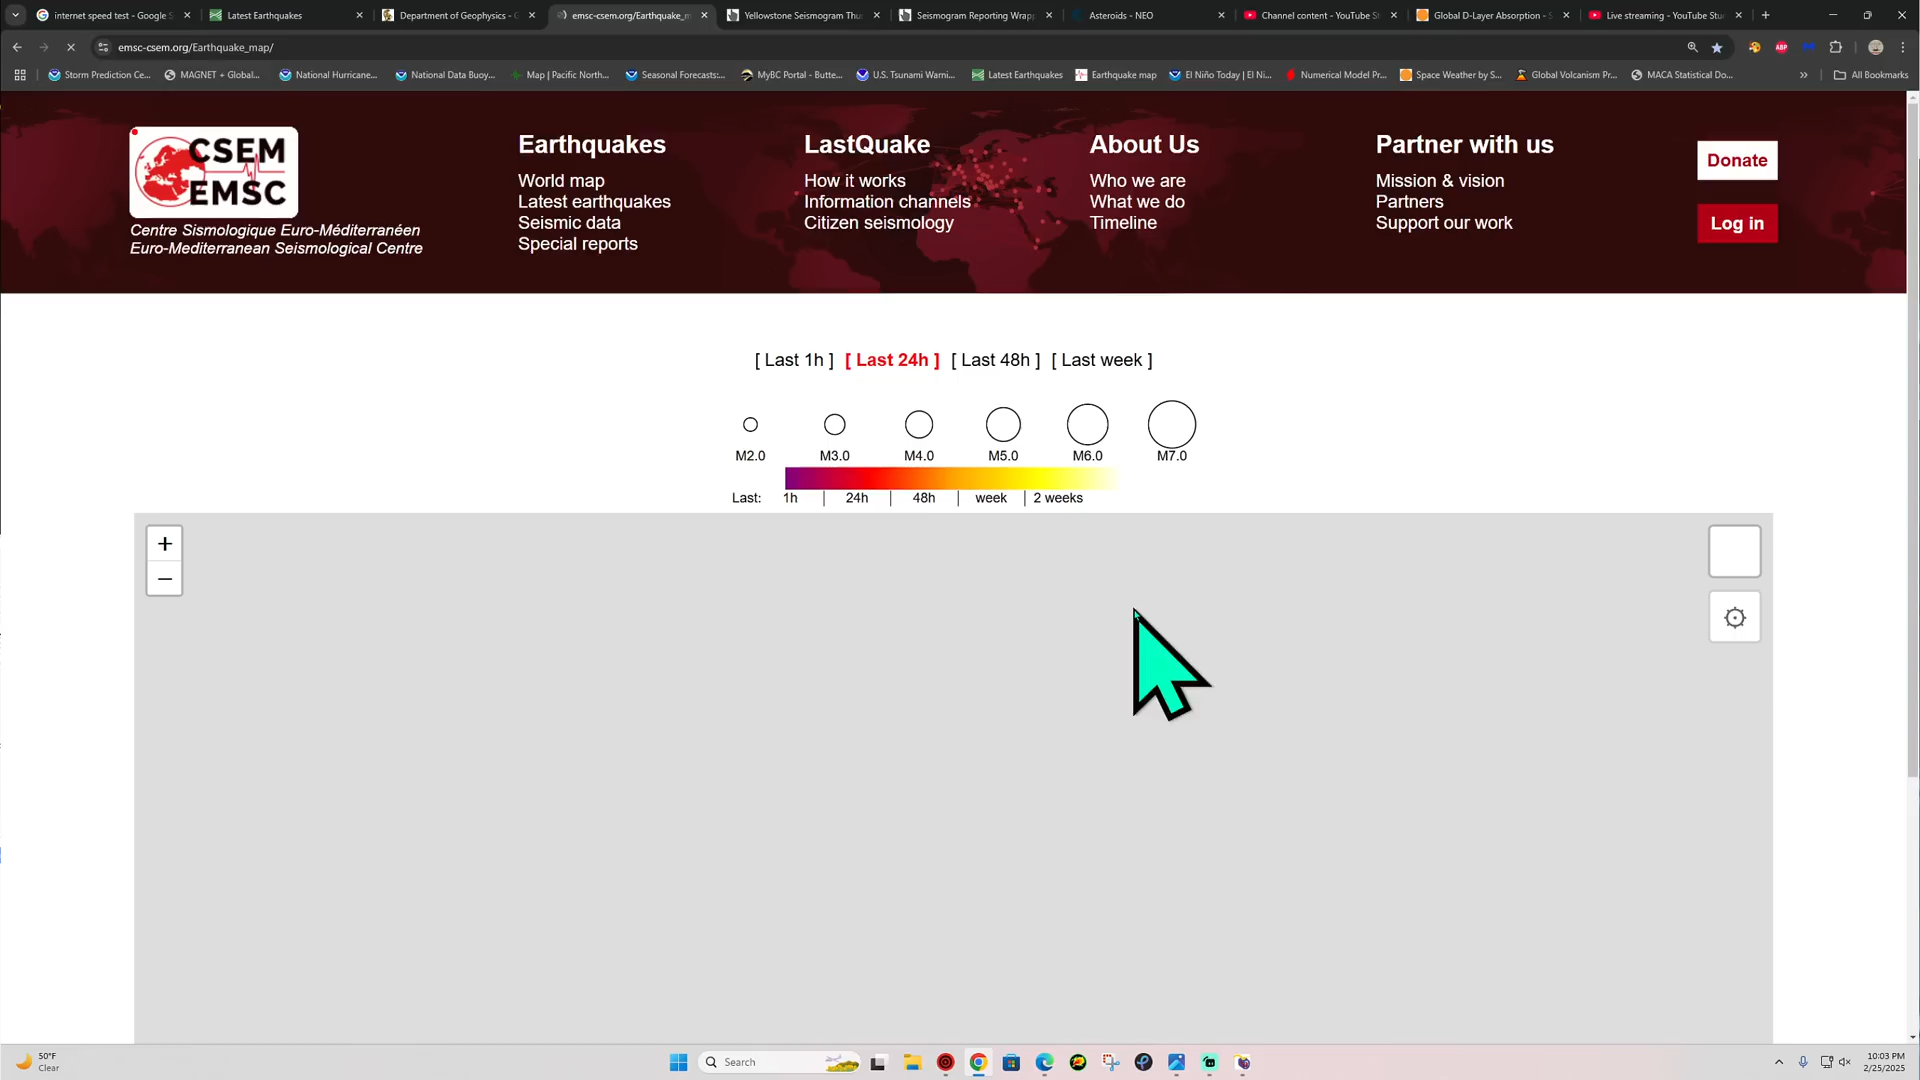 internet speed test - Google S
Latest Earthquakes
Department of Geophysics - G
emsc-csem.org/Earthquake_m
Yellowstone Seismogram Thu
Seismogram Reporting Wrap
Asteroids - NEO
Channel content - YouTube St
Global D-Layer Absorption - S
Live streaming - YouTube Stu
emsc-csem.org/Earthquake_map/
Storm Prediction Ce...
MAGNET + Global...
National Hurricane...
National Data Buoy...
Map | Pacific North...
Seasonal Forecasts:...
MyBC Portal - Butte...
U.S. Tsunami Warni...
Latest Earthquakes
Earthquake map
El Niño Today | El Ni...
Numerical Model Pr...
Space Weather by S...
Global Volcanism Pr...
MACA Statistical Do...
All Bookmarks
CSEM
EMSC
Centre Sismologique Euro-Méditerranéen
Euro-Mediterranean Seismological Centre
Earthquakes
World map
Latest earthquakes
Seismic data
Special reports
LastQuake
How it works
Information channels
Citizen seismology
About Us
Who we are
What we do
Timeline
Partner with us
Mission & vision
Partners
Support our work
Donate
Log in
[ Last 1h ] [ Last 24h ] [ Last 48h ] [ Last week ]
M2.0 M3.0 M4.0 M5.0 M6.0 M7.0
Last: 1h | 24h | 48h | week | 2 weeks
+
−
50°F
Clear
Search
10:03 PM
2/25/2025